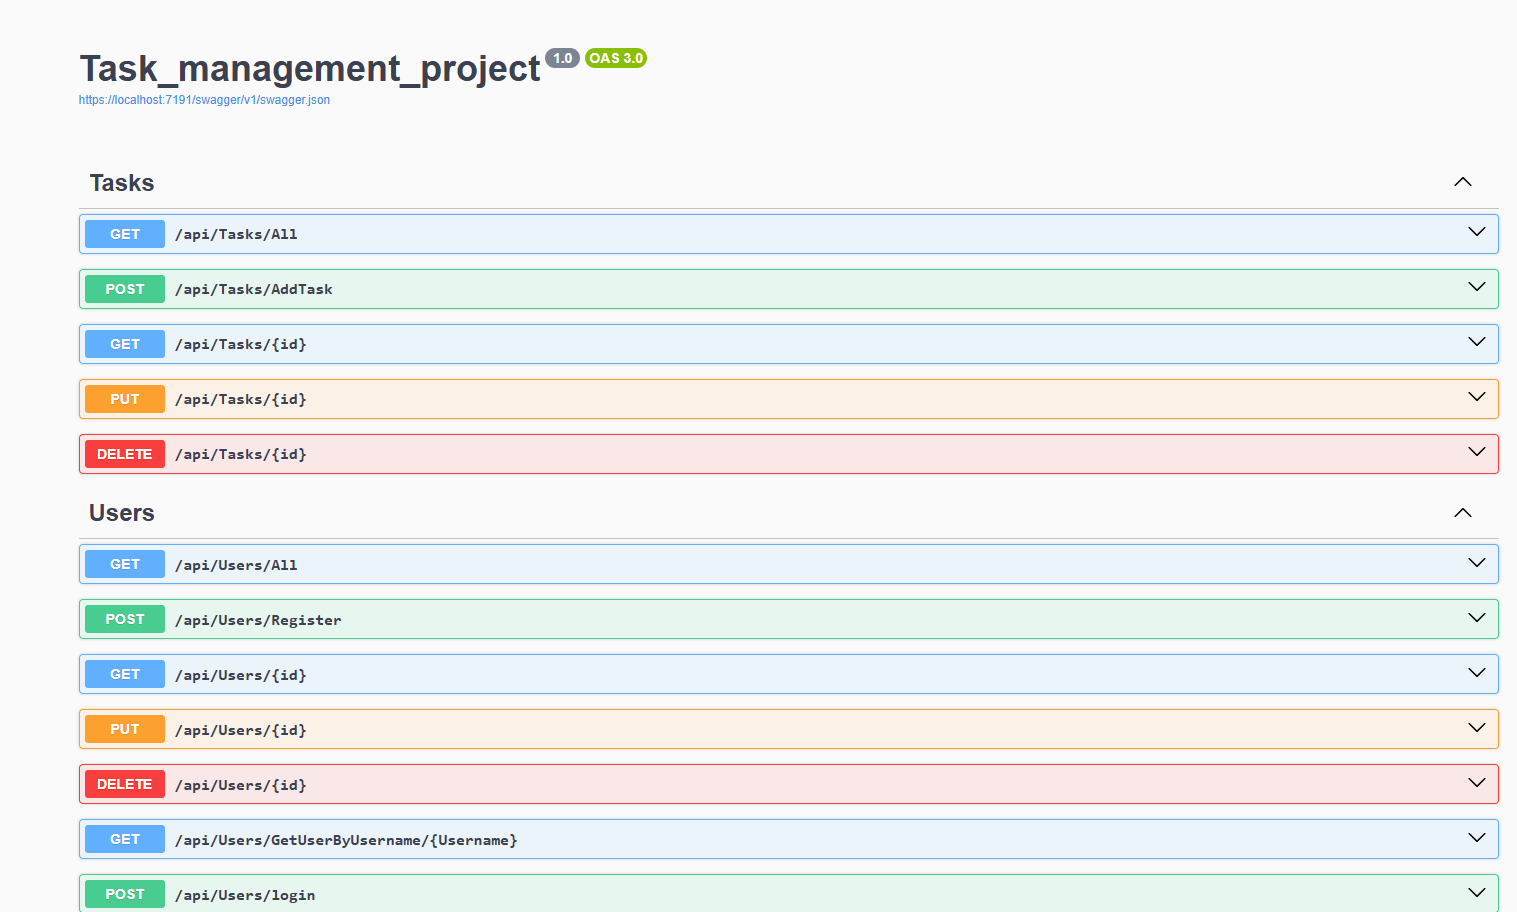 Task_management_project 1.0 OAS 3.0
https://localhost:7191/swagger/v1/swagger.json
Tasks
GET /api/Tasks/All
POST /api/Tasks/AddTask
GET /api/Tasks/{id}
PUT /api/Tasks/{id}
DELETE /api/Tasks/{id}
Users
GET /api/Users/All
POST /api/Users/Register
GET /api/Users/{id}
PUT /api/Users/{id}
DELETE /api/Users/{id}
GET /api/Users/GetUserByUsername/{Username}
POST /api/Users/login